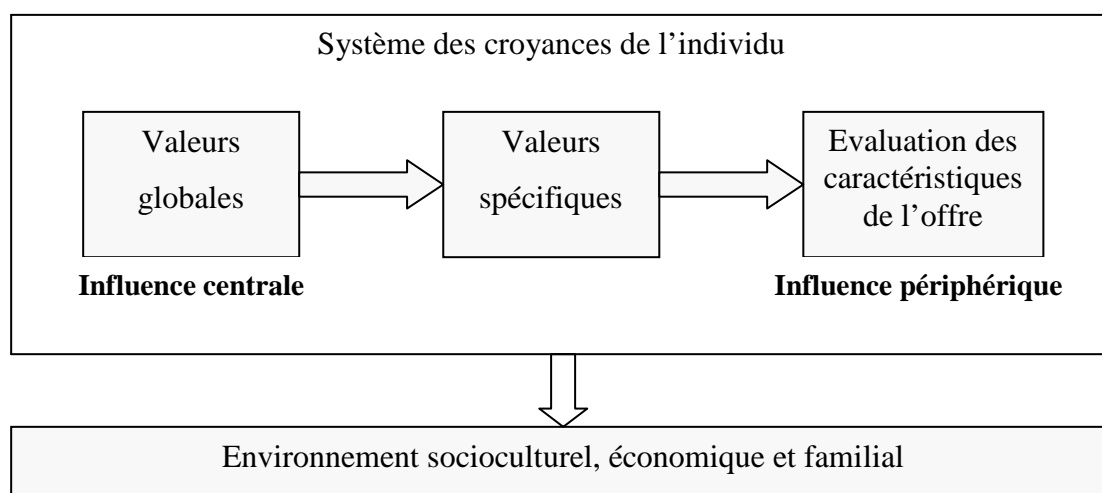 Système des croyances de l’individu
Valeurs
globales
Valeurs
spécifiques
Evaluation des
caractéristiques
de l’offre
Influence centrale
Influence périphérique
Environnement socioculturel, économique et familial